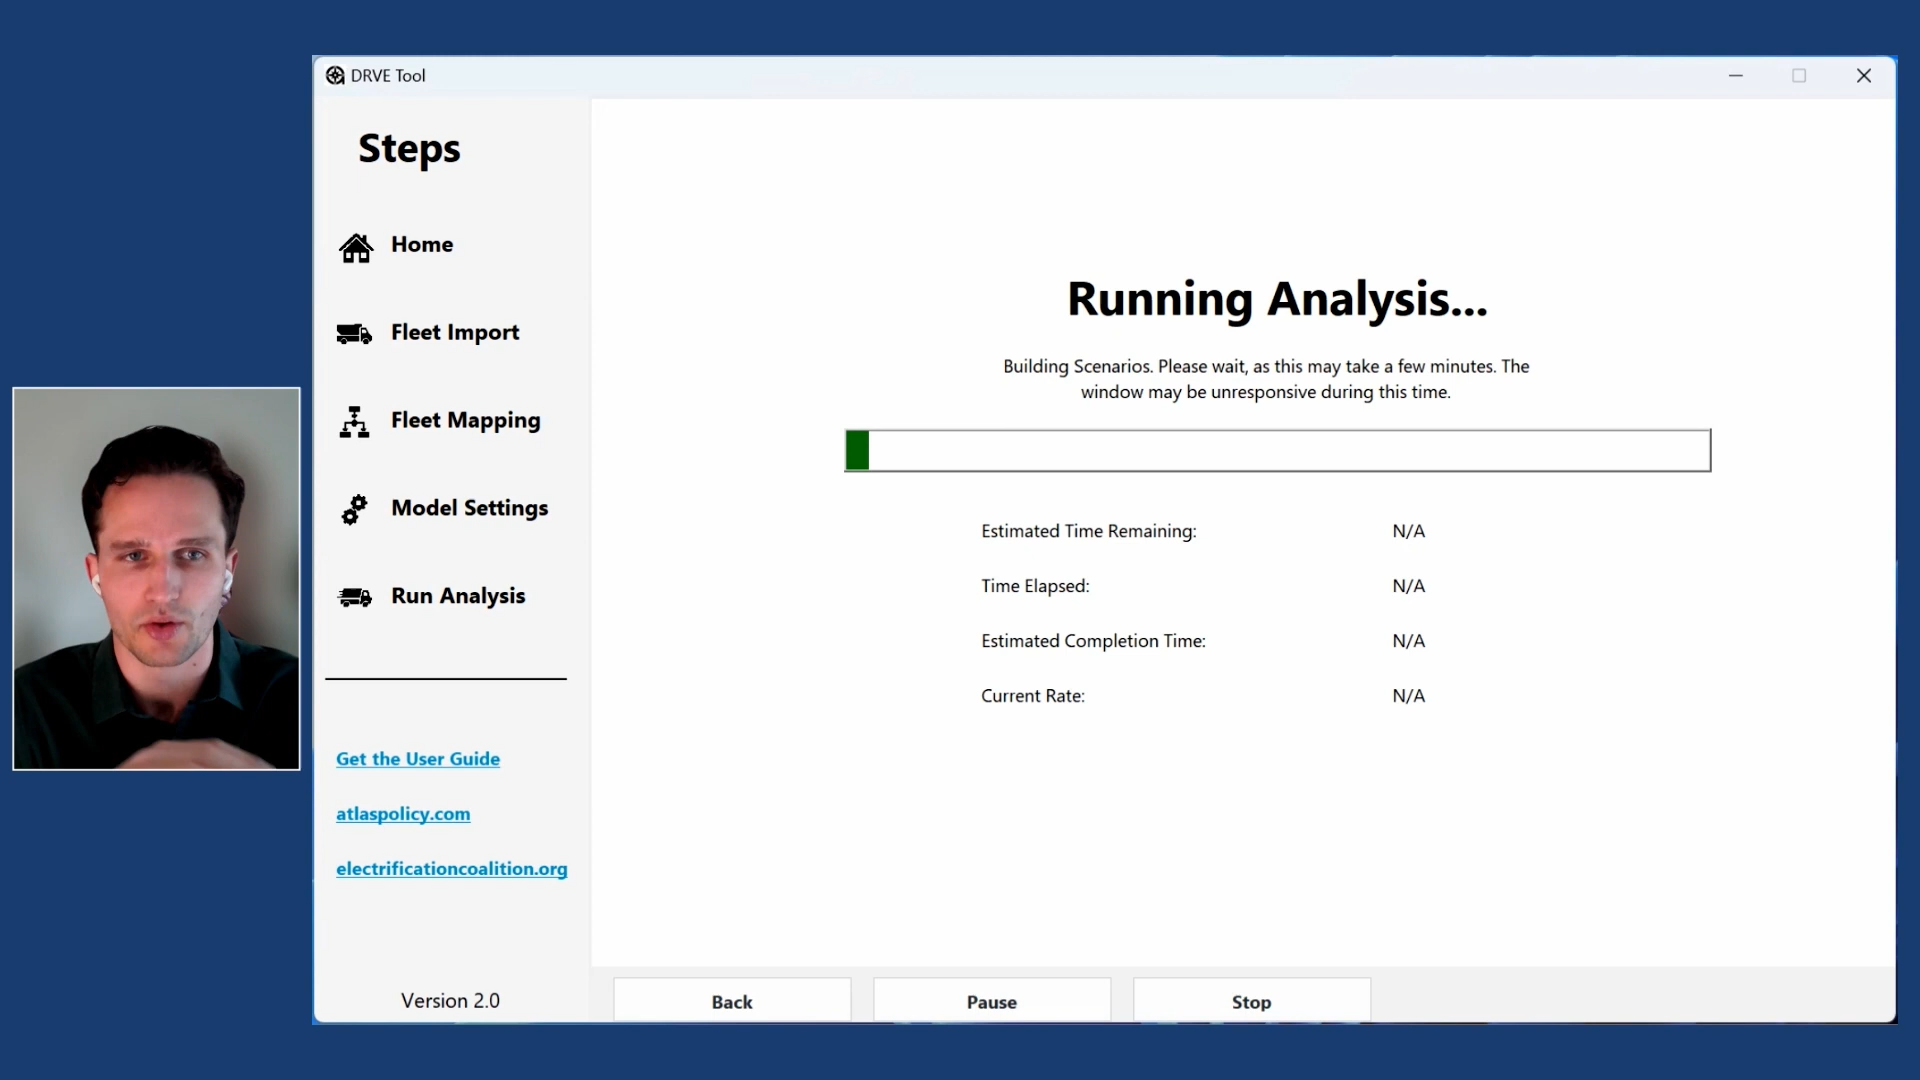 DRVE Tool
Steps
Home
Fleet Import
Fleet Mapping
Model Settings
Run Analysis
Get the User Guide
atlaspolicy.com
electrificationcoalition.org
Version 2.0
Running Analysis...
Building Scenarios. Please wait, as this may take a few minutes. The
window may be unresponsive during this time.
Estimated Time Remaining: N/A
Time Elapsed: N/A
Estimated Completion Time: N/A
Current Rate: N/A
Back Pause Stop